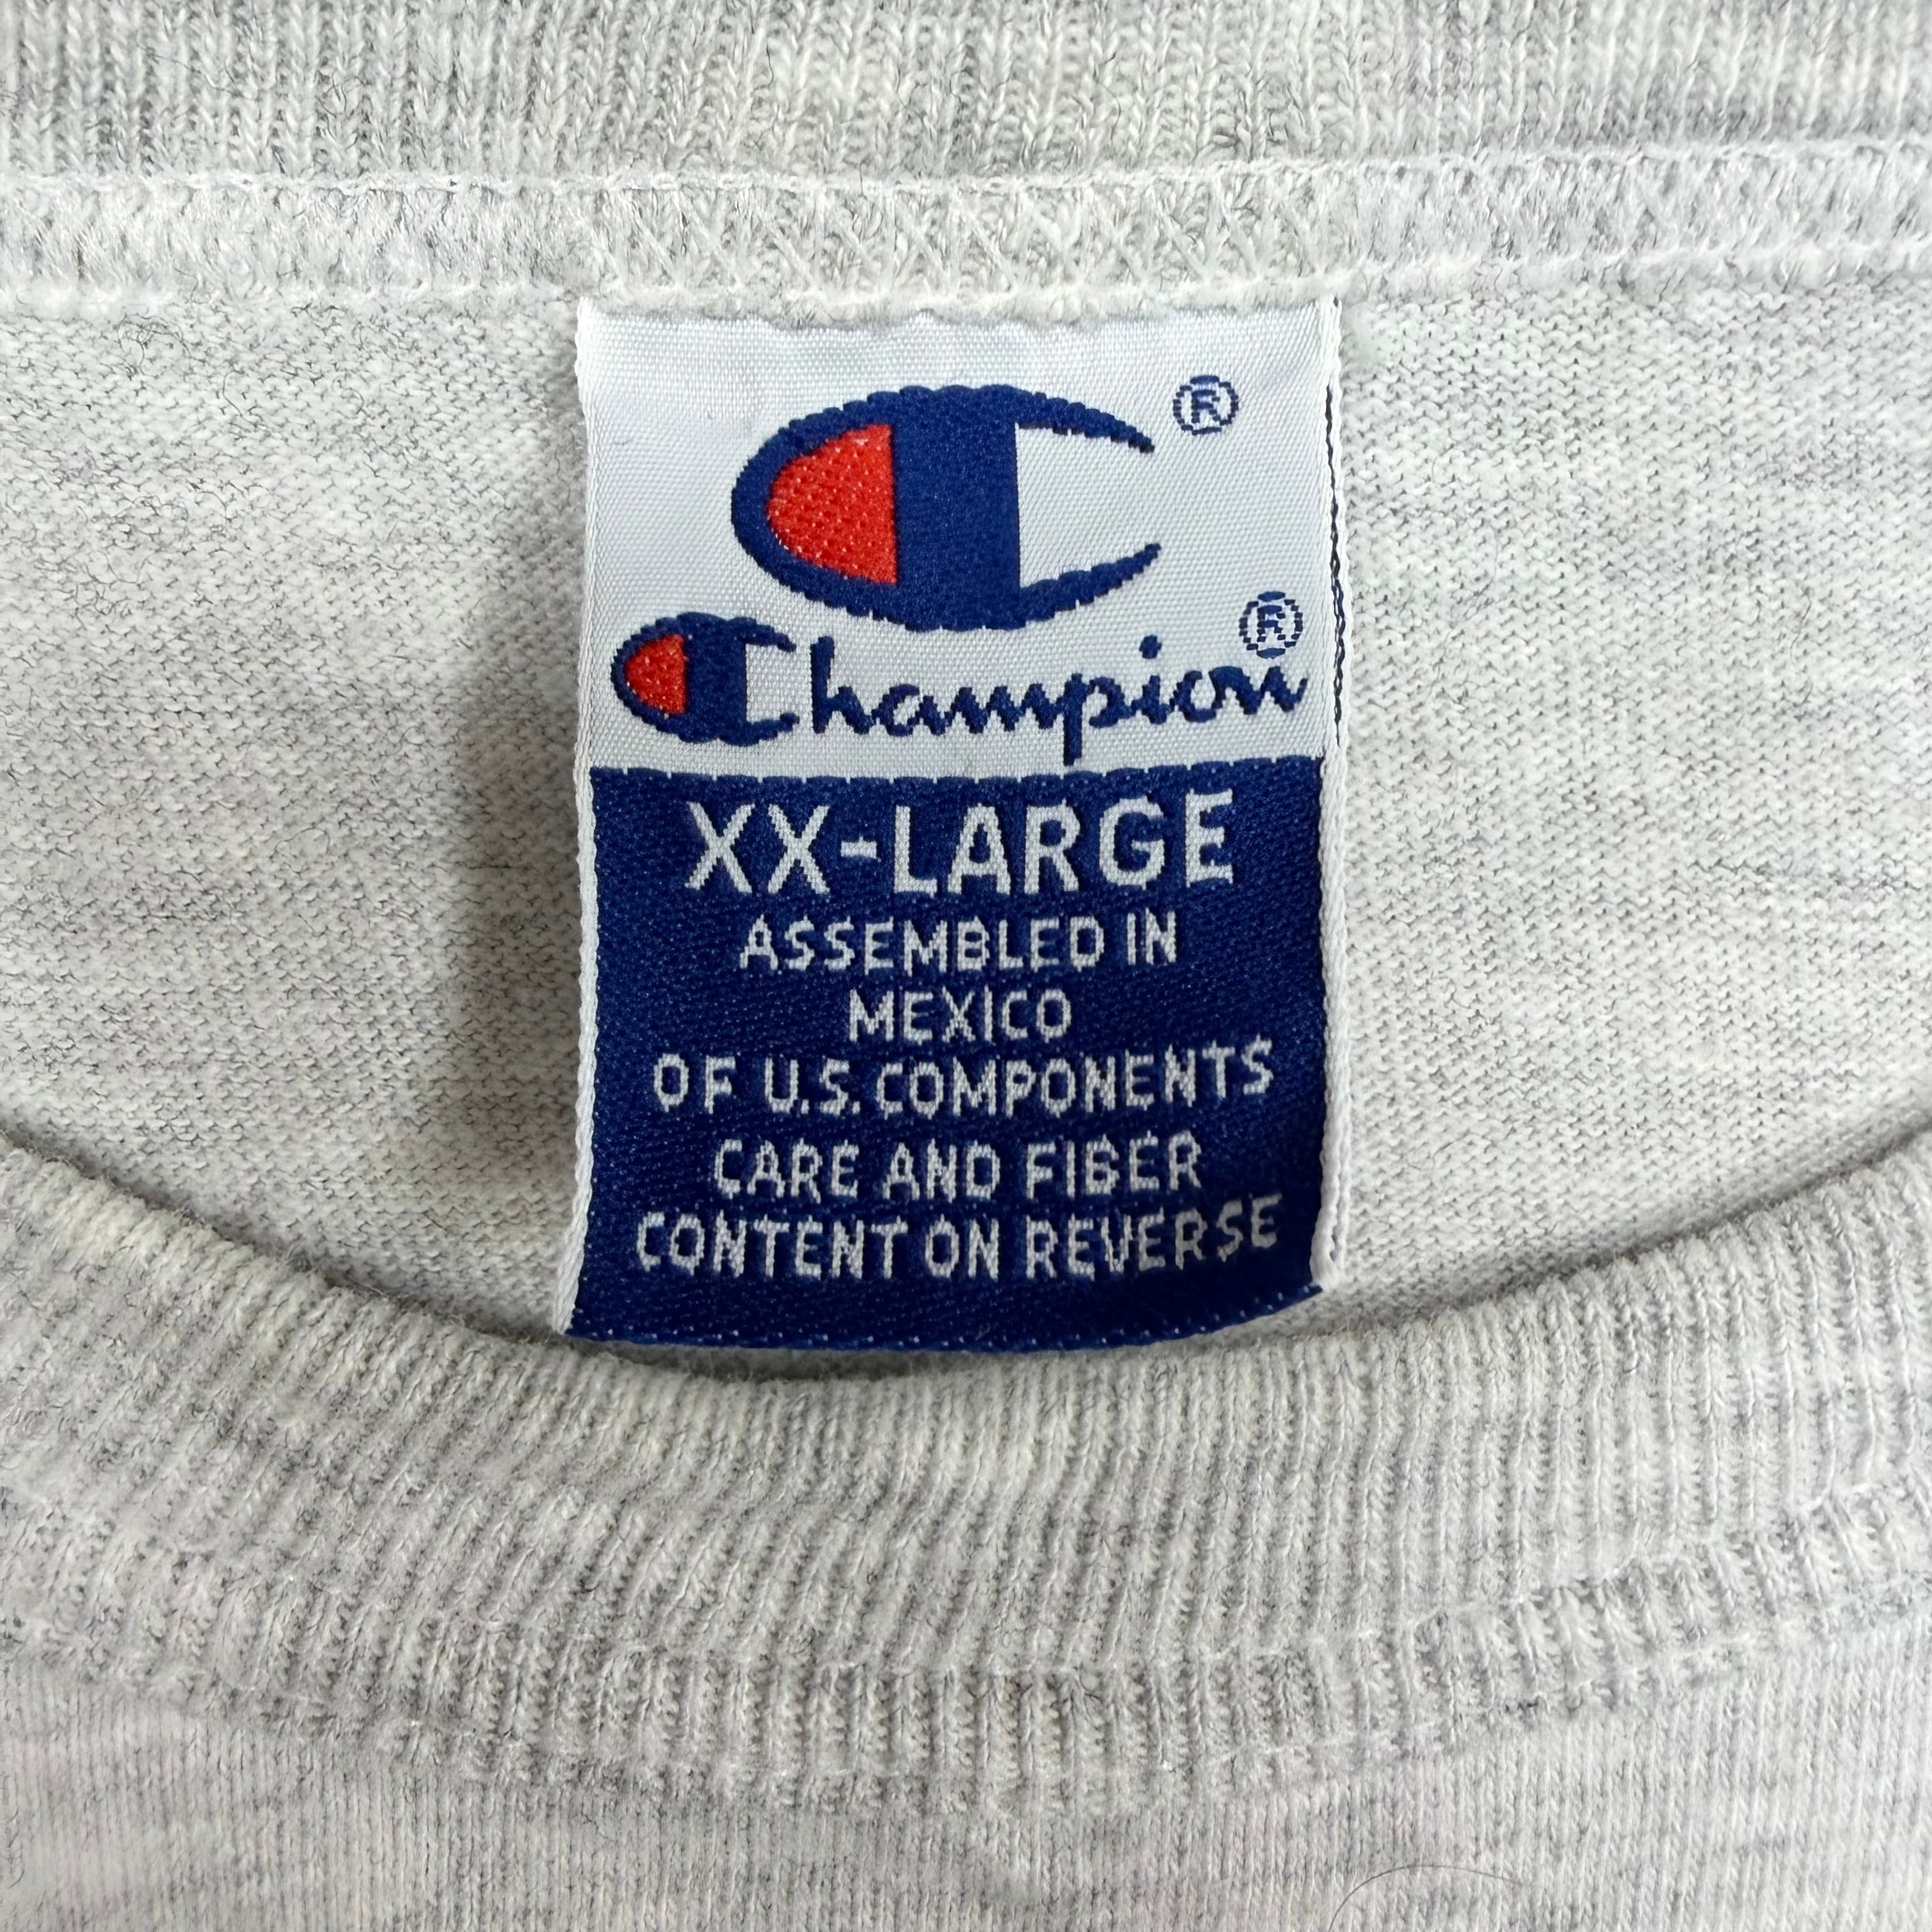 ®
Champion®
XX-LARGE
ASSEMBLED IN
MEXICO
OF U.S. COMPONENTS
CARE AND FIBER
CONTENT ON REVERSE